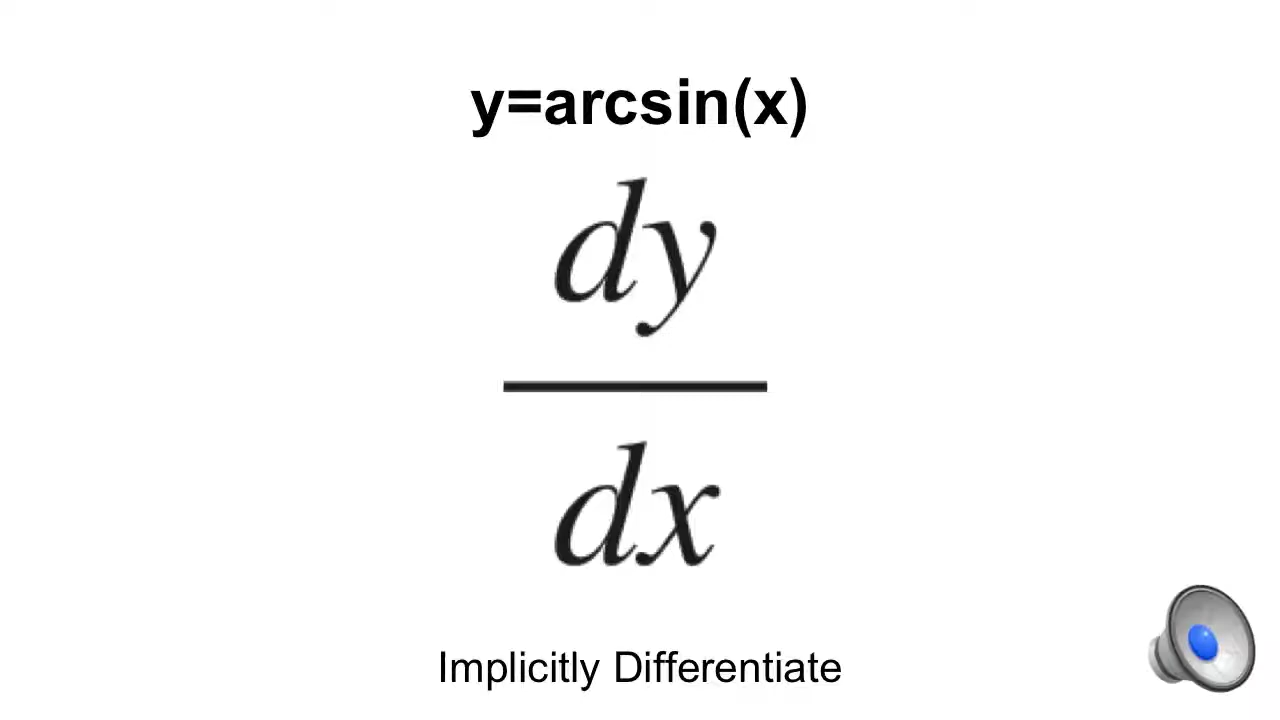 y=arcsin(x)
dy
dx
Implicitly Differentiate